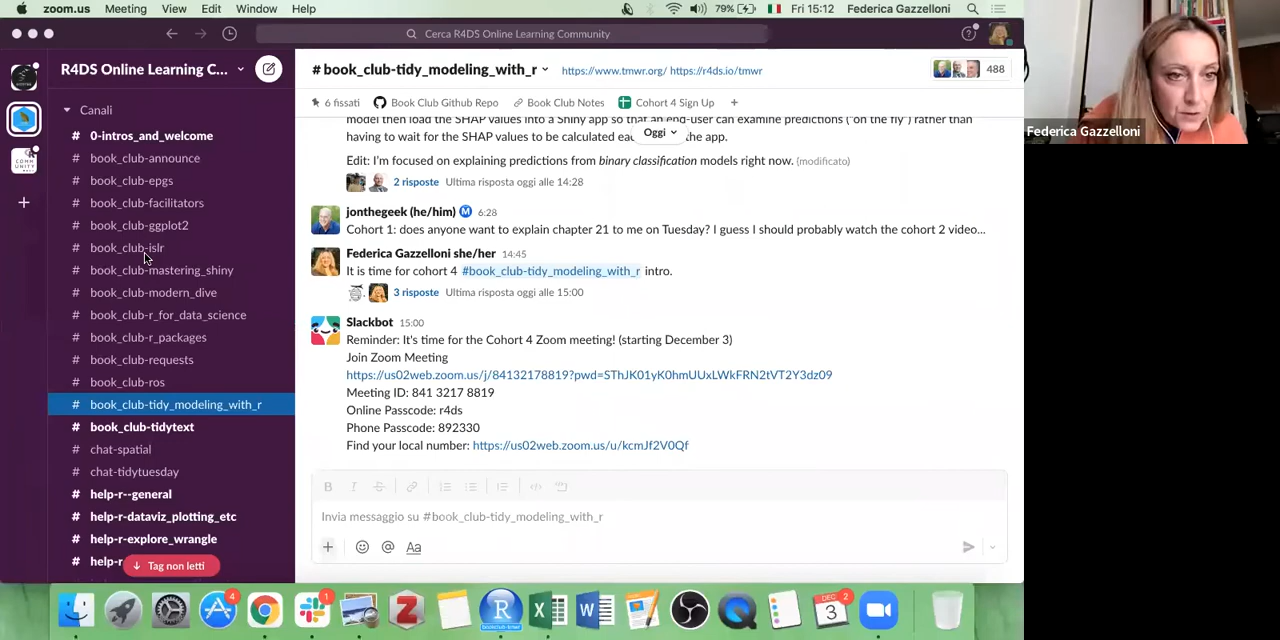 zoom.us Meeting View Edit Window Help 79% Fri 15:12 Federica Gazzelloni
Cerca R4DS Online Learning Community
R4DS Online Learning C...
Canali
# 0-intros_and_welcome
# book_club-announce
# book_club-epgs
# book_club-facilitators
# book_club-ggplot2
# book_club-islr
# book_club-mastering_shiny
# book_club-modern_dive
# book_club-r_for_data_science
# book_club-r_packages
# book_club-requests
# book_club-ros
# book_club-tidy_modeling_with_r
# book_club-tidytext
# chat-spatial
# chat-tidytuesday
# help-r--general
# help-r-dataviz_plotting_etc
# help-r-explore_wrangle
# help-r
Tag non letti
# book_club-tidy_modeling_with_r https://www.tmwr.org/ https://r4ds.io/tmwr 488
6 fissati Book Club Github Repo Book Club Notes Cohort 4 Sign Up +
model then load the SHAP values into a Shiny app so that an end-user can examine predictions ("on the fly") rather than
Oggi
having to wait for the SHAP values to be calculated eac the app.
Edit: I'm focused on explaining predictions from binary classification models right now. (modificato)
2 risposte Ultima risposta oggi alle 14:28
jonthegeek (he/him) M 6:28
Cohort 1: does anyone want to explain chapter 21 to me on Tuesday? I guess I should probably watch the cohort 2 video...
Federica Gazzelloni she/her 14:45
It is time for cohort 4 #book_club-tidy_modeling_with_r intro.
3 risposte Ultima risposta oggi alle 15:00
Slackbot 15:00
Reminder: It's time for the Cohort 4 Zoom meeting! (starting December 3)
Join Zoom Meeting
https://us02web.zoom.us/j/84132178819?pwd=SThJK01yK0hmUUxLWkFRN2tVT2Y3dz09
Meeting ID: 841 3217 8819
Online Passcode: r4ds
Phone Passcode: 892330
Find your local number: https://us02web.zoom.us/u/kcmJf2V0Qf
B I S
Invia messaggio su #book_club-tidy_modeling_with_r
+ @ Aa
4 1 Z R X W DEC 3 2
Federica Gazzelloni